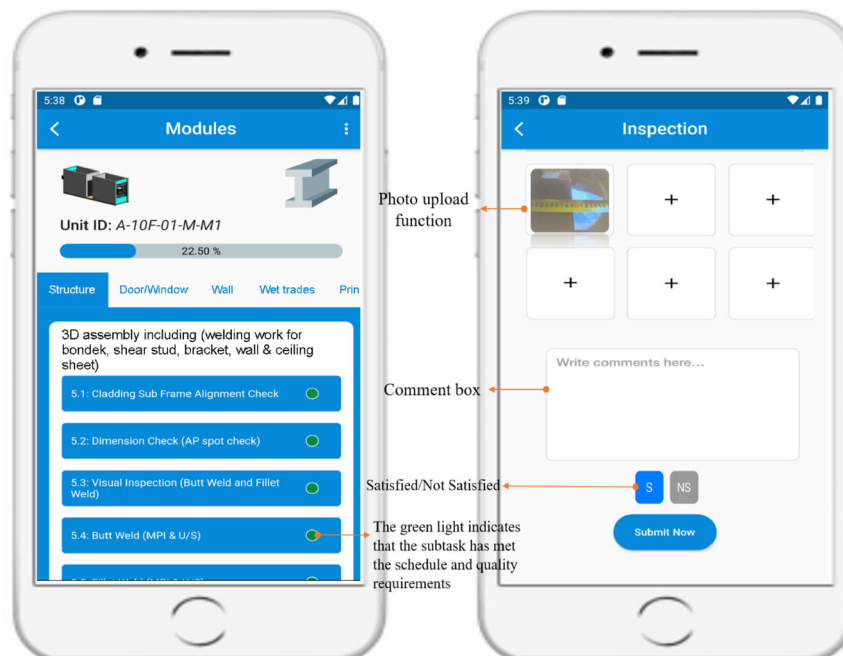 5:38
Modules
Unit ID: A-10F-01-M-M1
22.50 %
Structure Door/Window Wall Wet trades Prin
3D assembly including (welding work for
bondek, shear stud, bracket, wall & ceiling
sheet)
5.1: Cladding Sub Frame Alignment Check
5.2: Dimension Check (AP spot check)
5.3: Visual Inspection (Butt Weld and Fillet
Weld)
5.4: Butt Weld (MPI & U/S)
Photo upload
function
Comment box
Satisfied/Not Satisfied
The green light indicates
that the subtask has met
the schedule and quality
requirements
5:39
Inspection
+ +
+ + +
Write comments here...
S NS
Submit Now